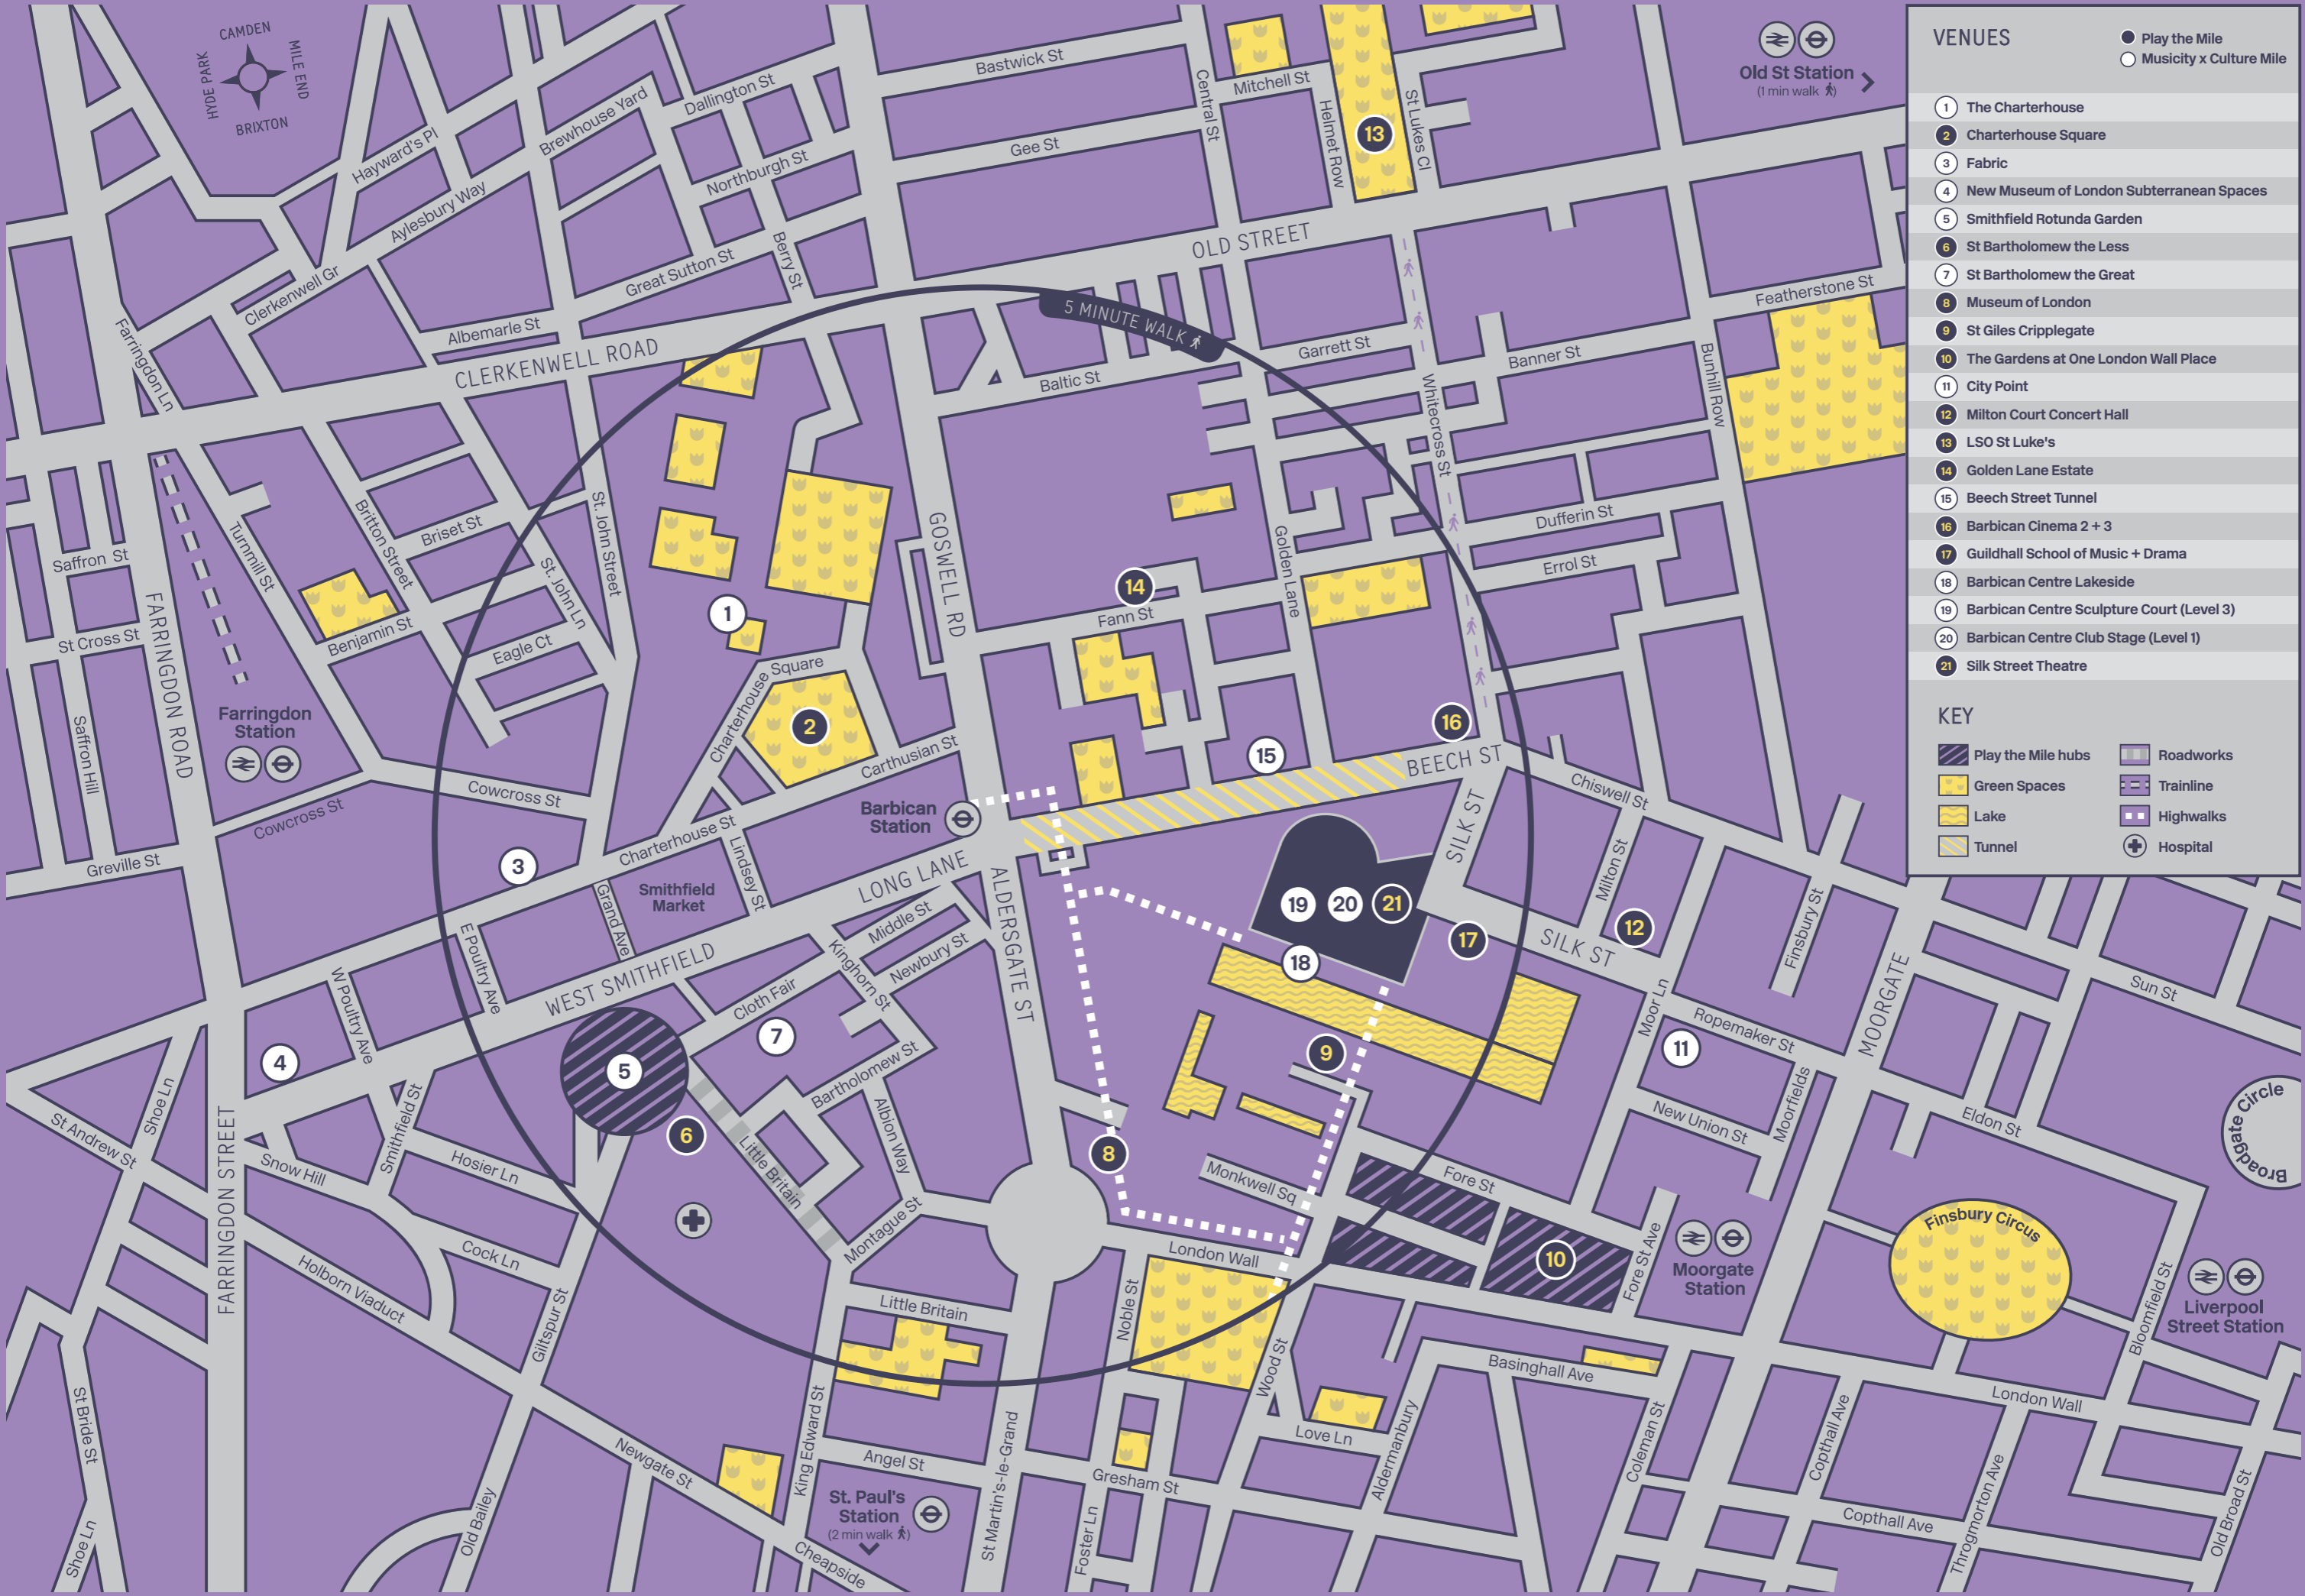 CAMDEN
MILE END
HYDE PARK
BRIXTON
Hayward's Pl
Brewhouse Yard
Dallington St
Northburgh St
Aylesbury Way
Clerkenwell Gr
Great Sutton St
Berry St
Albemarle St
CLERKENWELL ROAD
Farringdon Ln
Bastwick St
Gee St
Central St
Mitchell St
Helmet Row
St Lukes Cl
13
OLD STREET
Old St Station
(1 min walk)
5 MINUTE WALK
Garrett St
Baltic St
Banner St
Whitecross St
Bunhill Row
Featherstone St
Dufferin St
Errol St
Golden Lane
GOSWELL RD
St. John Street
Britton Street
Briset St
St. John Ln
Turnmill St
Saffron St
St Cross St
Saffron Hill
FARRINGDON ROAD
Benjamin St
Eagle Ct
1
14
Fann St
Charterhouse Square
Charterhouse Square
2
16
15
Farringdon
Station
Cowcross St
Cowcross St
Carthusian St
Barbican
Station
BEECH ST
Chiswell St
SILK ST
Milton St
Greville St
3
Charterhouse St
Lindsey St
Smithfield
Market
Grand Ave
LONG LANE
ALDERSGATE ST
Middle St
Newbury St
Kinghorn St
19
20
21
17
12
SILK ST
18
Finsbury St
MOORGATE
Sun St
E Poultry Ave
W Poultry Ave
WEST SMITHFIELD
Cloth Fair
7
4
5
6
Bartholomew St
Albion Way
Little Britain
Montague St
9
8
Moor Ln
Ropemaker St
11
New Union St
Moorfields
Eldon St
Broadgate Circle
Shoe Ln
St Andrew St
Snow Hill
Smithfield St
Hosier Ln
Cock Ln
FARRINGDON STREET
Holborn Viaduct
Giltspur St
Monkwell Sq
Fore St
10
Fore St Ave
Moorgate
Station
Finsbury Circus
Liverpool
Street Station
Bloomfield St
London Wall
Noble St
Little Britain
Wood St
Basinghall Ave
Love Ln
Aldermanbury
Coleman St
London Wall
Copthall Ave
Copthall Ave
Throgmorton Ave
Old Broad St
St Bride St
Shoe Ln
Old Bailey
Newgate St
King Edward St
Angel St
St. Paul's
Station
(2 min walk)
Cheapside
St Martin's-le-Grand
Foster Ln
Gresham St
VENUES
Play the Mile
Musicity x Culture Mile
1 The Charterhouse
2 Charterhouse Square
3 Fabric
4 New Museum of London Subterranean Spaces
5 Smithfield Rotunda Garden
6 St Bartholomew the Less
7 St Bartholomew the Great
8 Museum of London
9 St Giles Cripplegate
10 The Gardens at One London Wall Place
11 City Point
12 Milton Court Concert Hall
13 LSO St Luke's
14 Golden Lane Estate
15 Beech Street Tunnel
16 Barbican Cinema 2 + 3
17 Guildhall School of Music + Drama
18 Barbican Centre Lakeside
19 Barbican Centre Sculpture Court (Level 3)
20 Barbican Centre Club Stage (Level 1)
21 Silk Street Theatre
KEY
Play the Mile hubs
Roadworks
Green Spaces
Trainline
Lake
Highwalks
Tunnel
Hospital